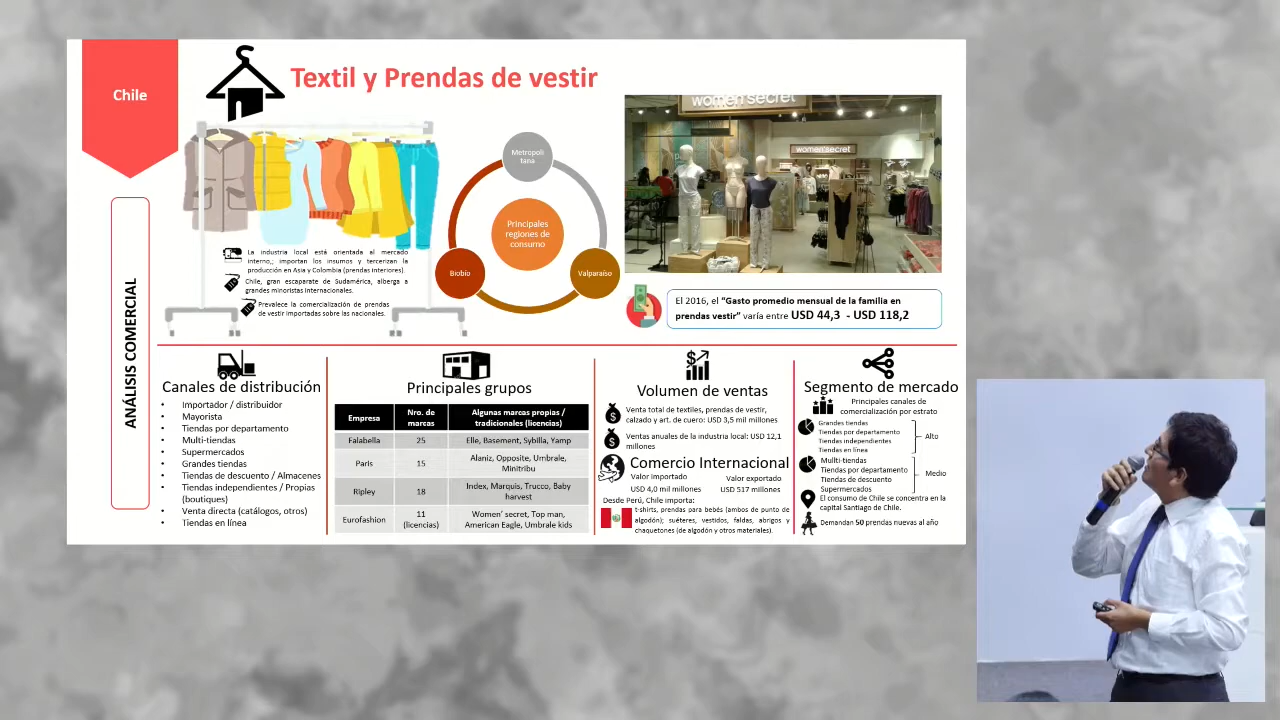 Chile
Textil y Prendas de vestir
women'secret
women'secret
Metropoli
tana
Principales
regiones de
consumo
Biobío
Valparaíso
La industria local está orientada al mercado
interno,; importan los insumos y tercerizan la
producción en Asia y Colombia (prendas interiores).
Chile, gran escaparate de Sudamérica, alberga a
grandes minoristas internacionales.
Prevalece la comercialización de prendas
de vestir importadas sobre las nacionales.
El 2016, el “Gasto promedio mensual de la familia en
prendas vestir” varía entre USD 44,3 - USD 118,2
ANÁLISIS COMERCIAL
Canales de distribución
• Importador / distribuidor
• Mayorista
• Tiendas por departamento
• Multi-tiendas
• Supermercados
• Grandes tiendas
• Tiendas de descuento / Almacenes
• Tiendas independientes / Propias
(boutiques)
• Venta directa (catálogos, otros)
• Tiendas en línea
Principales grupos
Empresa Nro. de marcas Algunas marcas propias / tradicionales (licencias)
Falabella 25 Elle, Basement, Sybilla, Yamp
Paris 15 Alaniz, Opposite, Umbrale, Minitribu
Ripley 18 Index, Marquis, Trucco, Baby harvest
Eurofashion 11 (licencias) Women’ secret, Top man, American Eagle, Umbrale kids
Volumen de ventas
Venta total de textiles, prendas de vestir,
calzado y art. de cuero: USD 3,5 mil millones
Ventas anuales de la industria local: USD 12,1
millones
Comercio Internacional
Valor importado Valor exportado
USD 4,0 mil millones USD 517 millones
Desde Perú, Chile importa:
t-shirts, prendas para bebés (ambos de punto de
algodón); suéteres, vestidos, faldas, abrigos y
chaquetones (de algodón y otros materiales).
Segmento de mercado
Principales canales de
comercialización por estrato
Grandes tiendas
Tiendas por departamento
Tiendas independientes
Tiendas en línea
Alto
Mullti-tiendas
Tiendas por departamento
Tiendas de descuento
Supermercados
Medio
El consumo de Chile se concentra en la
capital Santiago de Chile.
Demandan 50 prendas nuevas al año